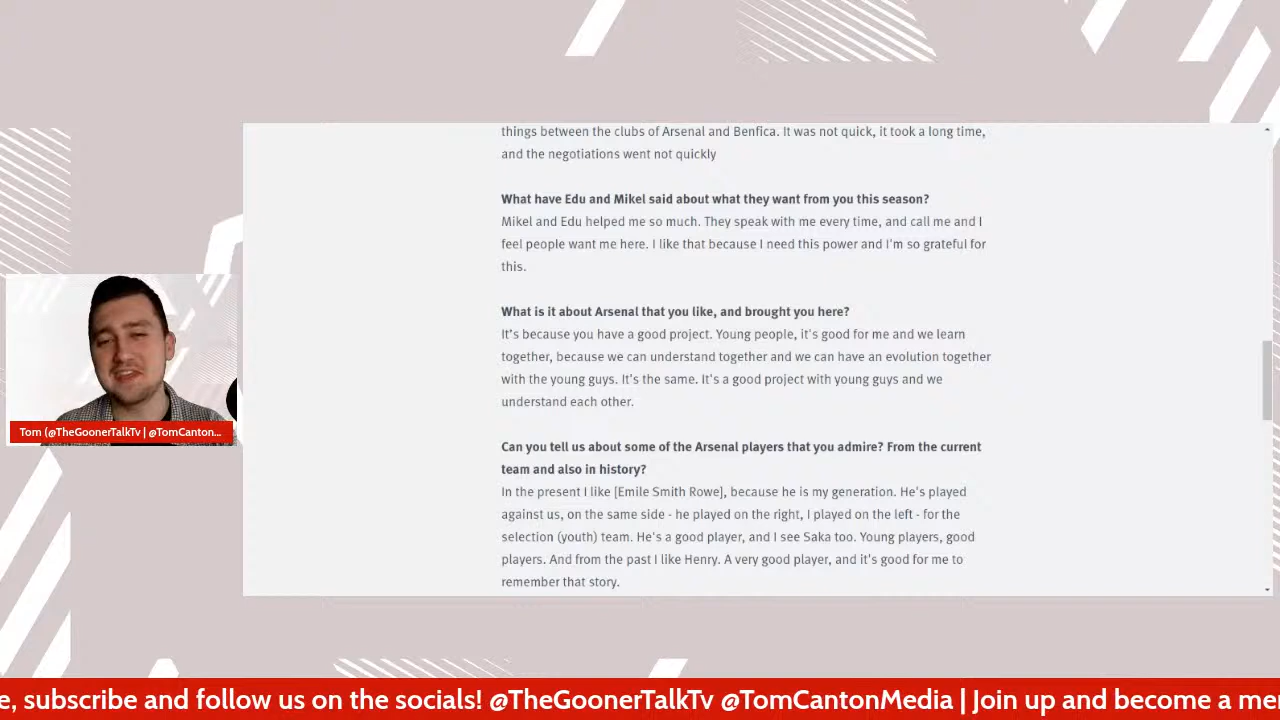 things between the clubs of Arsenal and Benfica. It was not quick, it took a long time,
and the negotiations went not quickly
What have Edu and Mikel said about what they want from you this season?
Mikel and Edu helped me so much. They speak with me every time, and call me and I
feel people want me here. I like that because I need this power and I'm so grateful for
this.
What is it about Arsenal that you like, and brought you here?
It's because you have a good project. Young people, it's good for me and we learn
together, because we can understand together and we can have an evolution together
with the young guys. It's the same. It's a good project with young guys and we
understand each other.
Can you tell us about some of the Arsenal players that you admire? From the current
team and also in history?
In the present I like [Emile Smith Rowe], because he is my generation. He's played
against us, on the same side - he played on the right, I played on the left - for the
selection (youth) team. He's a good player, and I see Saka too. Young players, good
players. And from the past I like Henry. A very good player, and it's good for me to
remember that story.
Tom (@TheGoonerTalkTv | @TomCanton...
e, subscribe and follow us on the socials! @TheGoonerTalkTv @TomCantonMedia | Join up and become a me